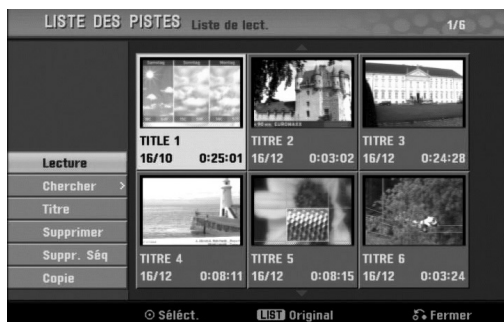 LISTE DES PISTES Liste de lect. 1/6
TITLE 1
16/10 0:25:01
TITRE 2
16/12 0:03:02
TITRE 3
16/12 0:24:28
Lecture
Chercher >
Titre
Supprimer
Suppr. Séq
Copie
TITRE 4
16/12 0:08:11
TITRE 5
16/12 0:08:15
TITRE 6
16/12 0:03:24
Séléct. LIST Original Fermer